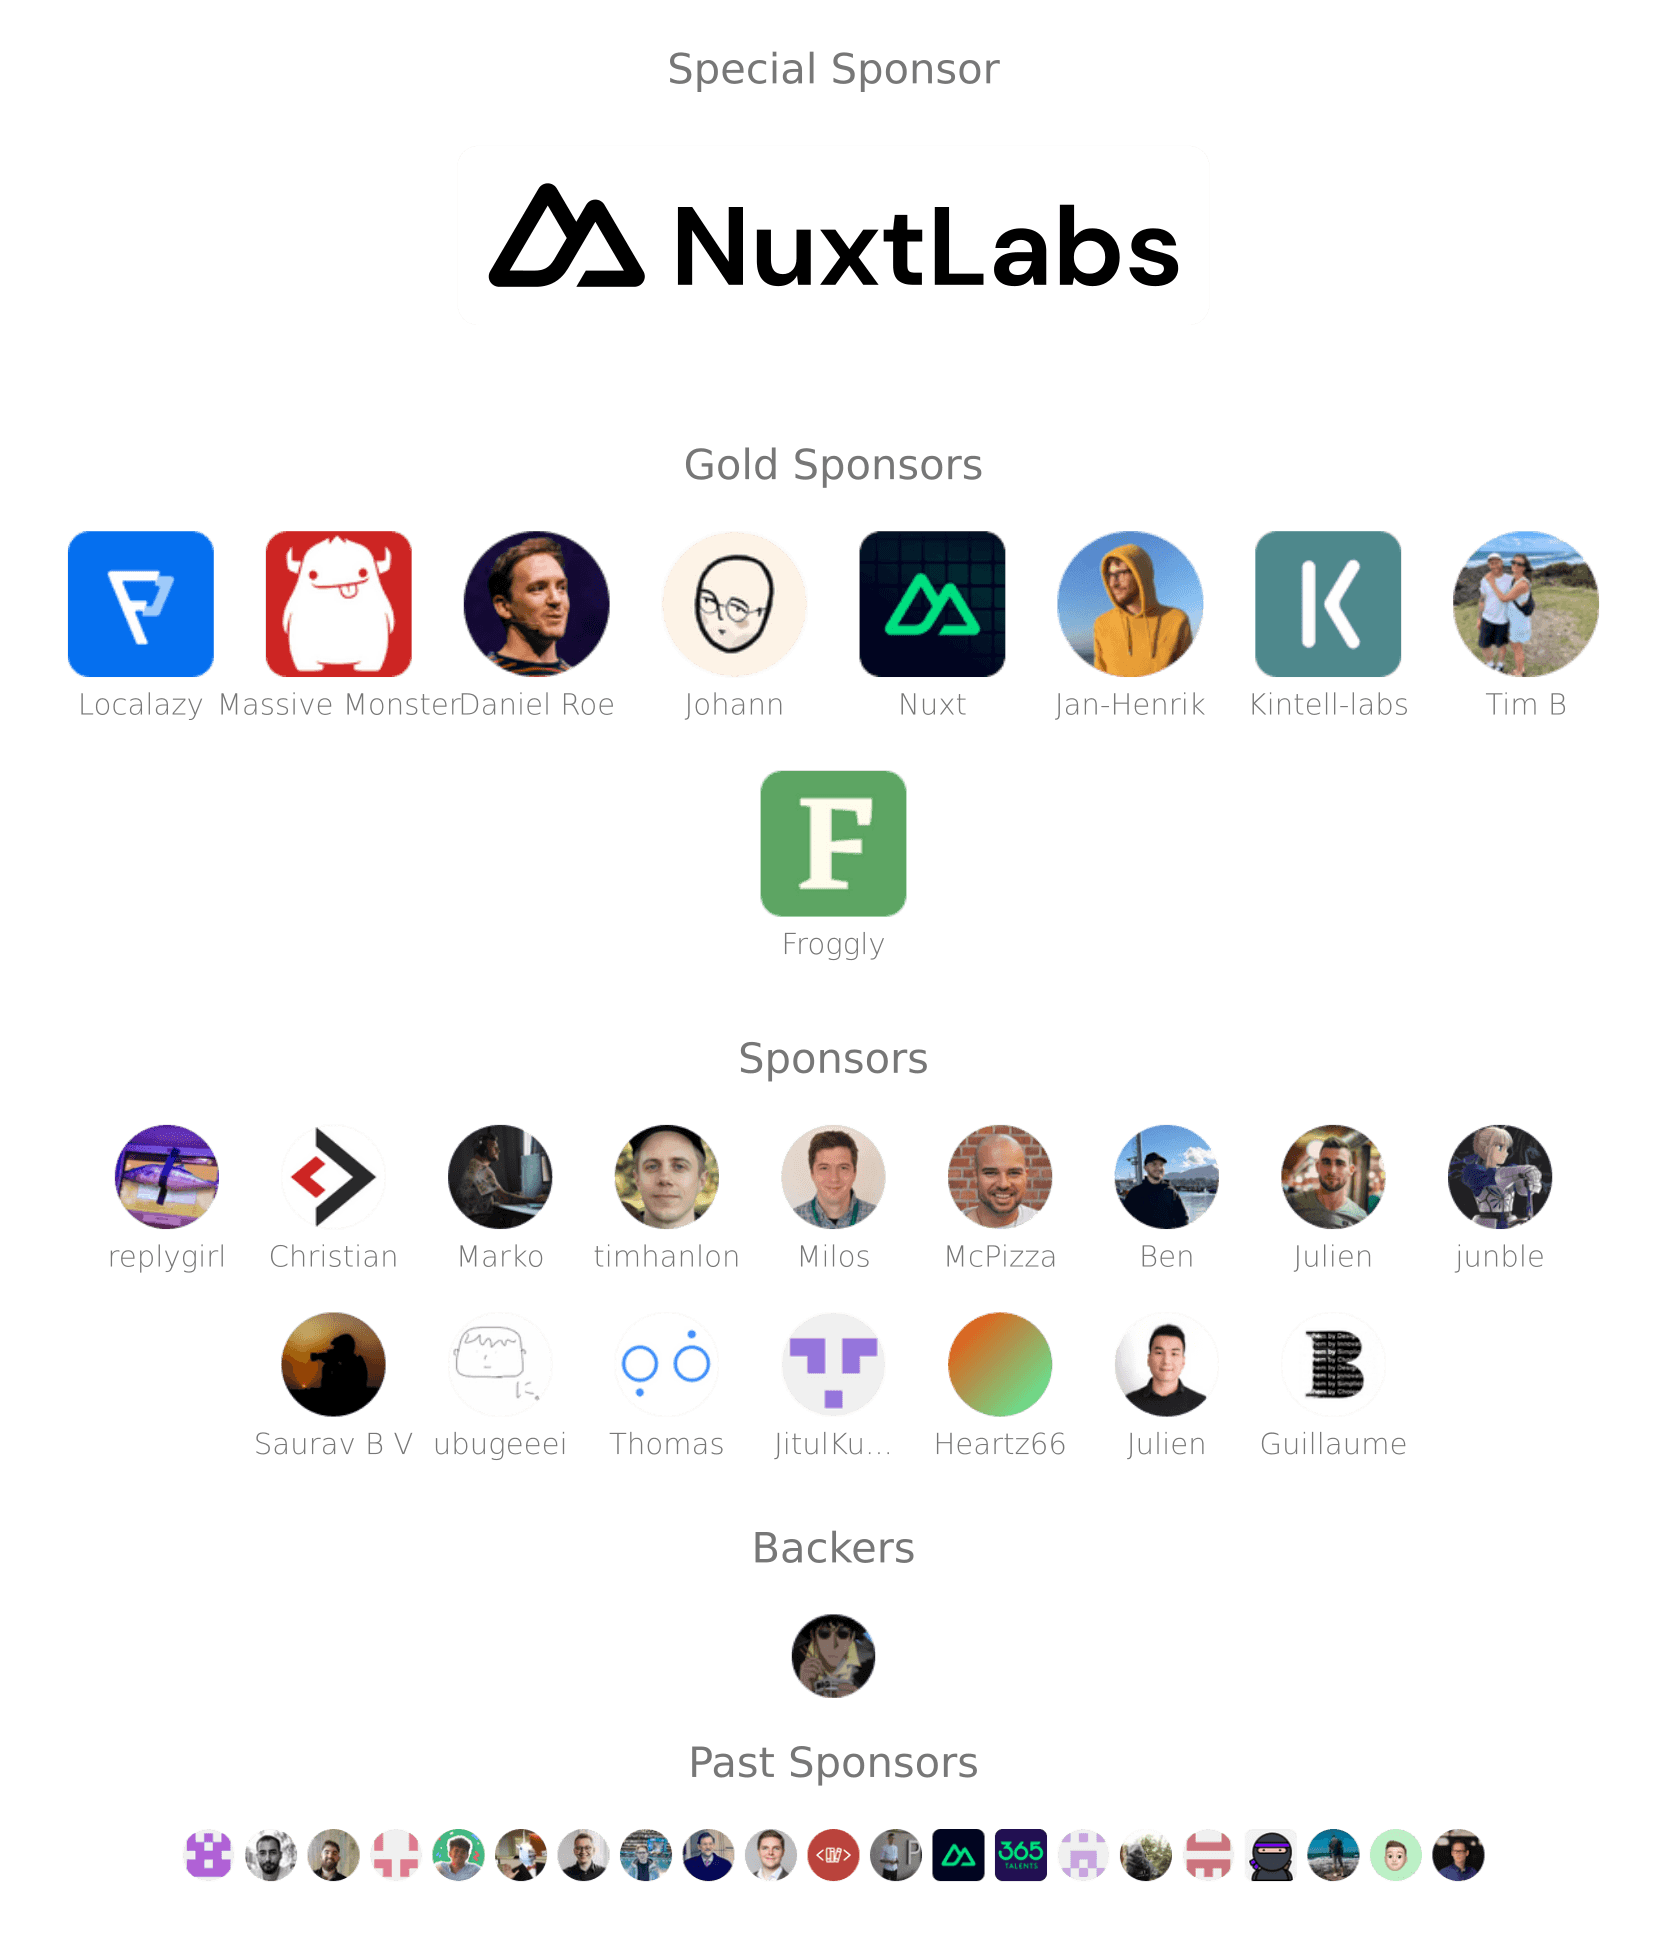 Special Sponsor
NuxtLabs
Gold Sponsors
Localazy Massive Monster Daniel Roe Johann Nuxt Jan-Henrik Kintell-labs Tim B
F
Froggly
Sponsors
replygirl Christian Marko timhanlon Milos McPizza Ben Julien junble
Saurav B V ubugeeei Thomas JitulKu... Heartz66 Julien Guillaume
Backers
Past Sponsors
365
TALENTS